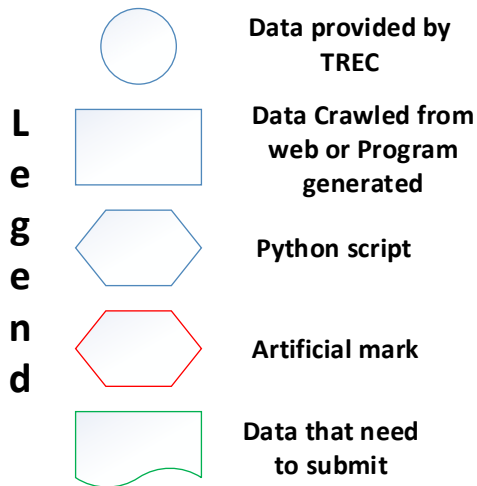 Legend
Data provided by
TREC
Data Crawled from
web or Program
generated
Python script
Artificial mark
Data that need
to submit